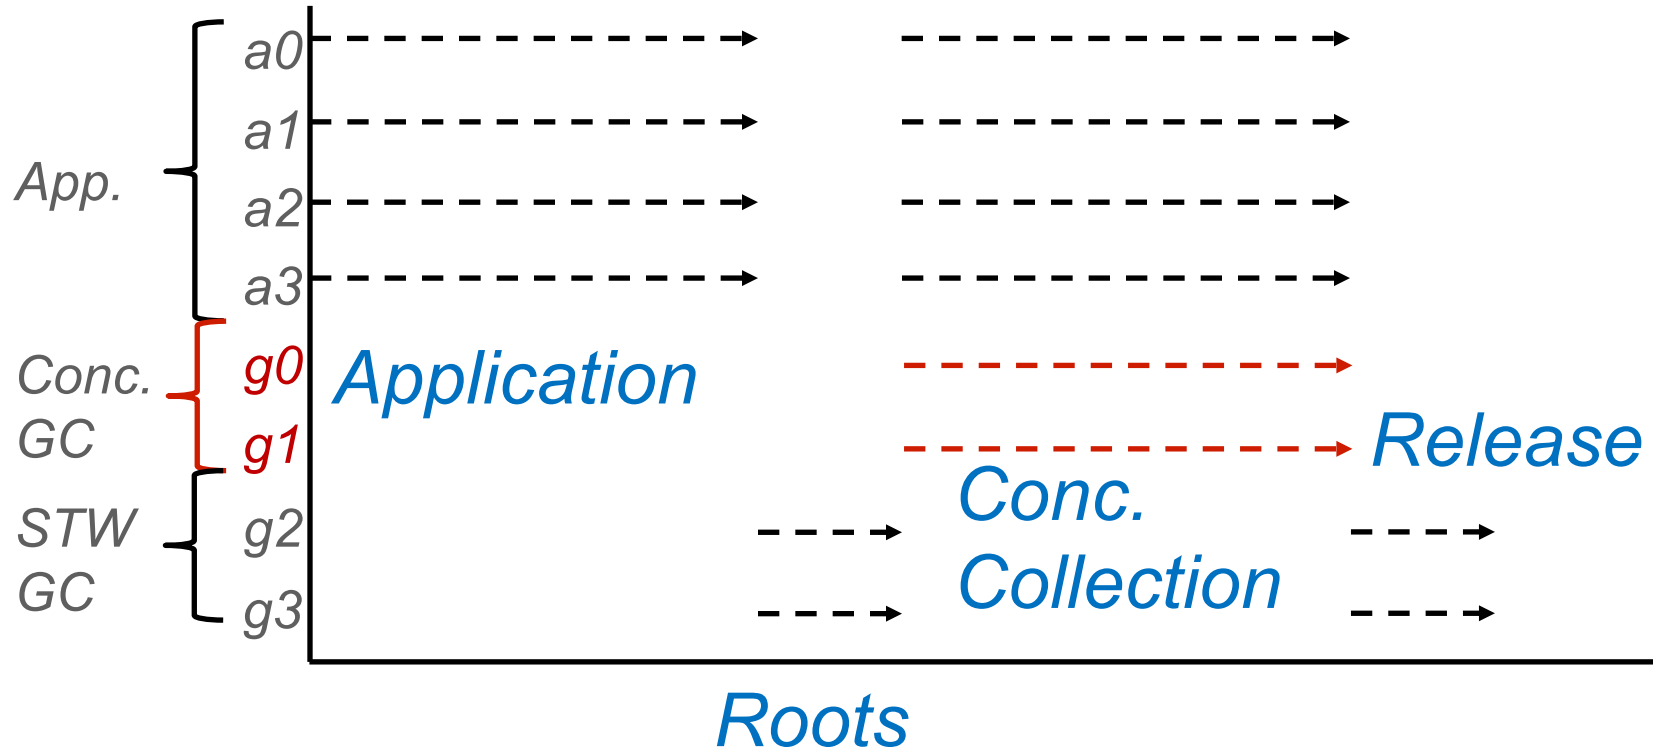 a0
a1
App.
a2
a3
Conc.
GC
g0
Application
g1
Release
STW
GC
g2
Conc.
Collection
g3
Roots